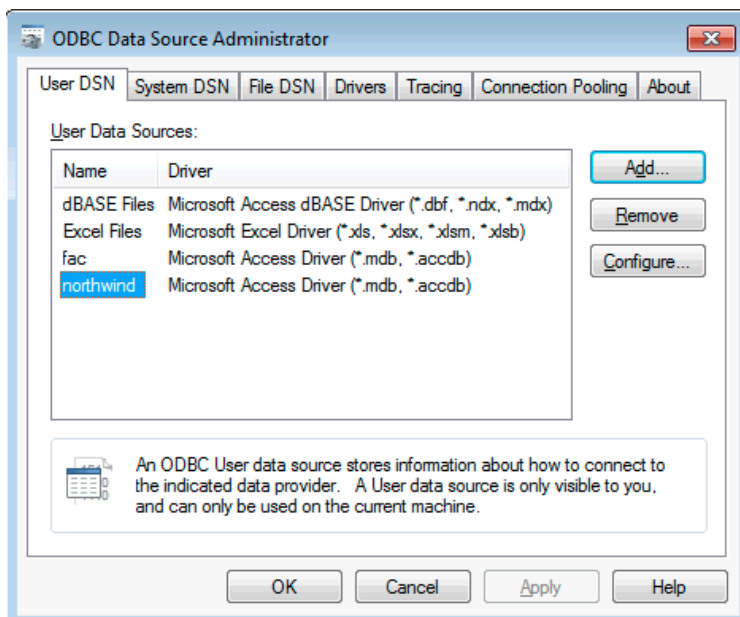 ODBC Data Source Administrator
User DSN System DSN File DSN Drivers Tracing Connection Pooling About
User Data Sources:
Name Driver
dBASE Files Microsoft Access dBASE Driver (*.dbf, *.ndx, *.mdx)
Excel Files Microsoft Excel Driver (*.xls, *.xlsx, *.xlsm, *.xlsb)
fac Microsoft Access Driver (*.mdb, *.accdb)
northwind Microsoft Access Driver (*.mdb, *.accdb)
Add...
Remove
Configure...
An ODBC User data source stores information about how to connect to
the indicated data provider. A User data source is only visible to you,
and can only be used on the current machine.
OK Cancel Apply Help